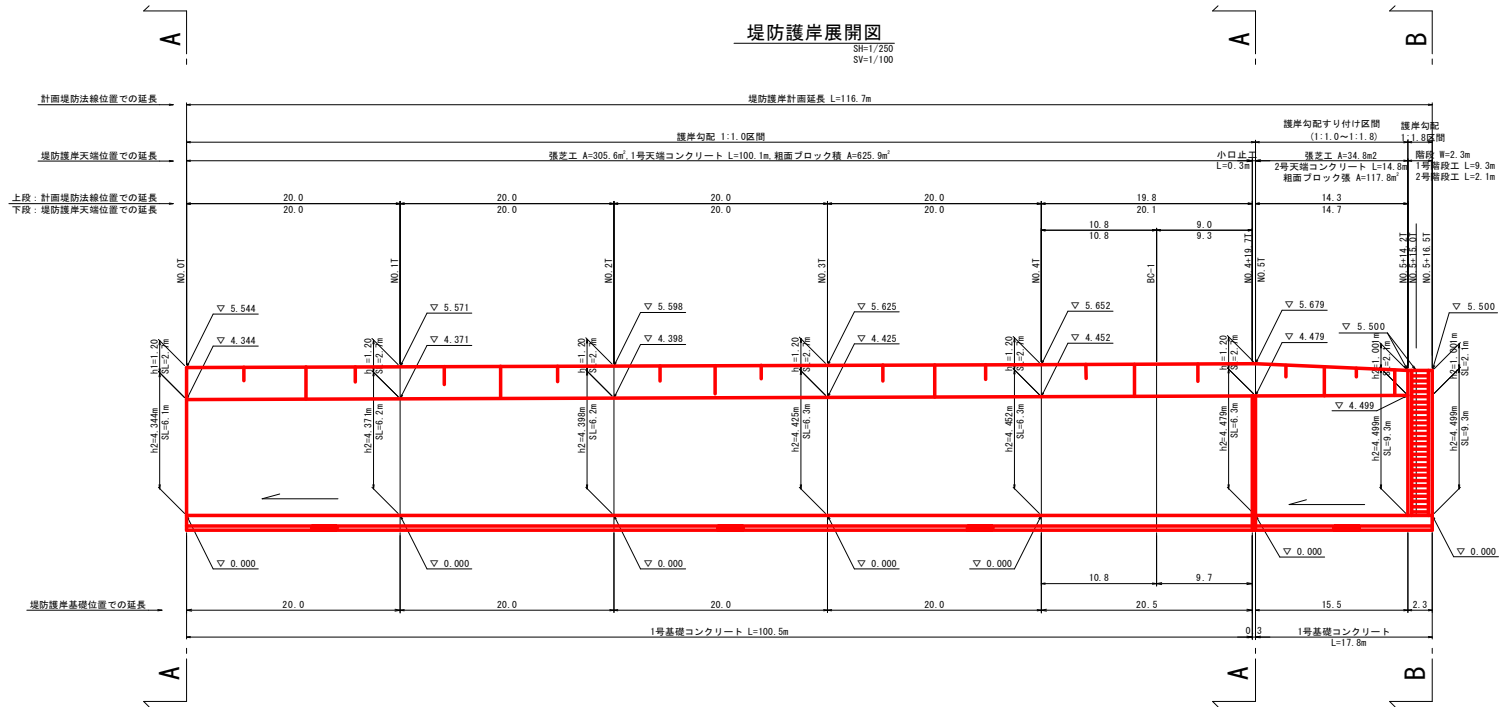 A
A
B
堤防護岸展開図
SH=1/250
SV=1/100
計画堤防法線位置での延長
堤防護岸計画延長 L=116.7m
護岸勾配 1:1.0区間
護岸勾配すり付け区間
(1:1.0～1:1.8)
護岸勾配
1:1.8区間
堤防護岸天端位置での延長
張芝工 A=305.6㎡,1号天端コンクリート L=100.1m,粗面ブロック積 A=625.9㎡
小口止工
L=0.3m
張芝工 A=34.8m2
2号天端コンクリート L=14.8m
粗面ブロック張 A=117.8㎡
階段 W=2.3m
1号階段工 L=9.3m
2号階段工 L=2.1m
上段:計画堤防法線位置での延長
下段:堤防護岸天端位置での延長
20.0 20.0 20.0 20.0 19.8 14.3
20.0 20.0 20.0 20.0 20.1 14.7
10.8 9.0
10.8 9.3
NO.0T
NO.1T
NO.2T
NO.3T
NO.4T
BC-1
NO.4+19.7T
NO.5T
NO.5+14.2T
NO.5+15.0T
NO.5+16.5T
▽ 5.544
▽ 5.571
▽ 5.598
▽ 5.625
▽ 5.652
▽ 5.679
▽ 5.500
▽ 5.500
▽ 4.344
▽ 4.371
▽ 4.398
▽ 4.425
▽ 4.452
▽ 4.479
▽ 4.499
h1=1.20
h2=4.344m
SL=6.1m
h2=4.371m
SL=6.2m
h2=4.398m
SL=6.2m
h2=4.425m
SL=6.3m
h2=4.452m
SL=6.3m
h2=4.479m
SL=6.3m
h2=4.499m
SL=9.3m
h2=1.001m
SL=2.1m
h2=4.499m
SL=9.3m
▽ 0.000
▽ 0.000
▽ 0.000
▽ 0.000
▽ 0.000
▽ 0.000
▽ 0.000
10.8 9.7
堤防護岸基礎位置での延長
20.0 20.0 20.0 20.0 20.5 15.5 2.3
1号基礎コンクリート L=100.5m
0.3
1号基礎コンクリート
L=17.8m
A
A
B